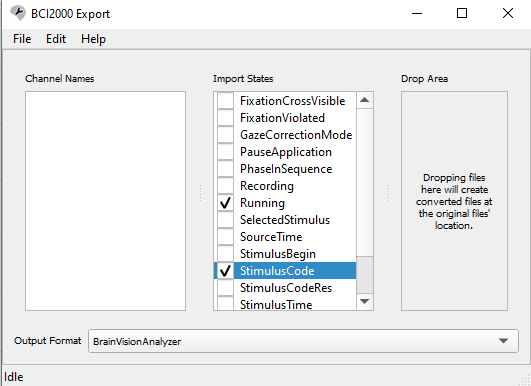 BCI2000 Export
File Edit Help
Channel Names
Import States
FixationCrossVisible
FixationViolated
GazeCorrectionMode
PauseApplication
PhaseInSequence
Recording
Running
SelectedStimulus
SourceTime
StimulusBegin
StimulusCode
StimulusCodeRes
StimulusTime
Drop Area
Dropping files
here will create
converted files at
the original files'
location.
Output Format BrainVisionAnalyzer
Idle